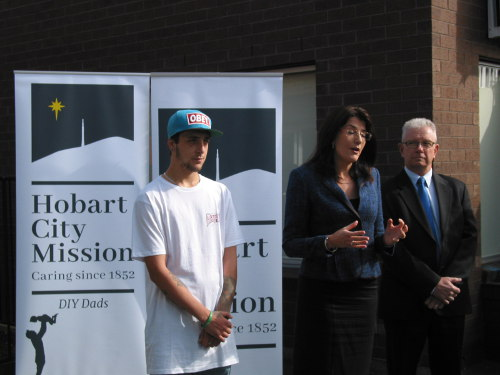 Hobart
City
Mission
Caring since 1852
DIY Dads
OBEY
art
ion
1852